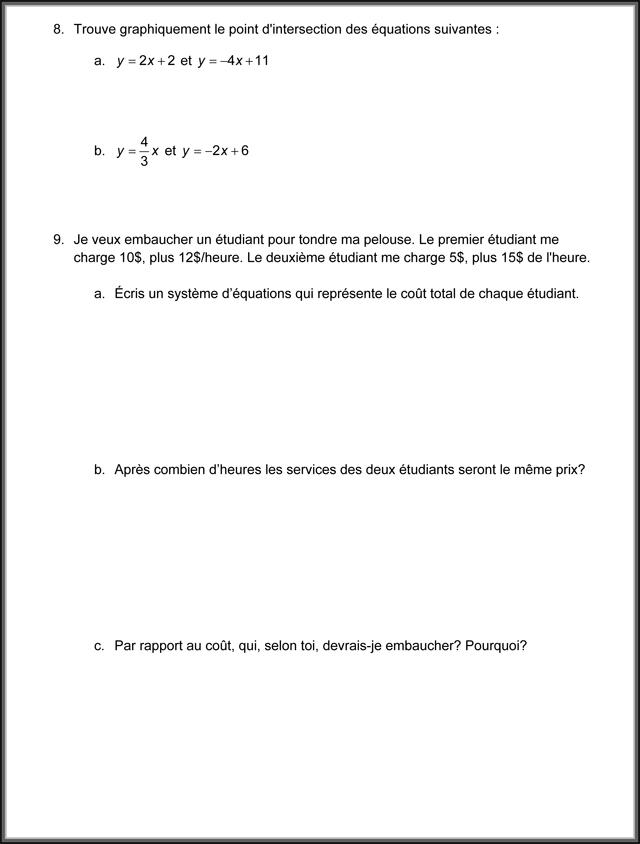 8. Trouve graphiquement le point d'intersection des équations suivantes :
a. y = 2x + 2 et y = –4x + 11
b. y = 4/3 x et y = –2x + 6
9. Je veux embaucher un étudiant pour tondre ma pelouse. Le premier étudiant me
charge 10$, plus 12$/heure. Le deuxième étudiant me charge 5$, plus 15$ de l'heure.
a. Écris un système d'équations qui représente le coût total de chaque étudiant.
b. Après combien d'heures les services des deux étudiants seront le même prix?
c. Par rapport au coût, qui, selon toi, devrais-je embaucher? Pourquoi?